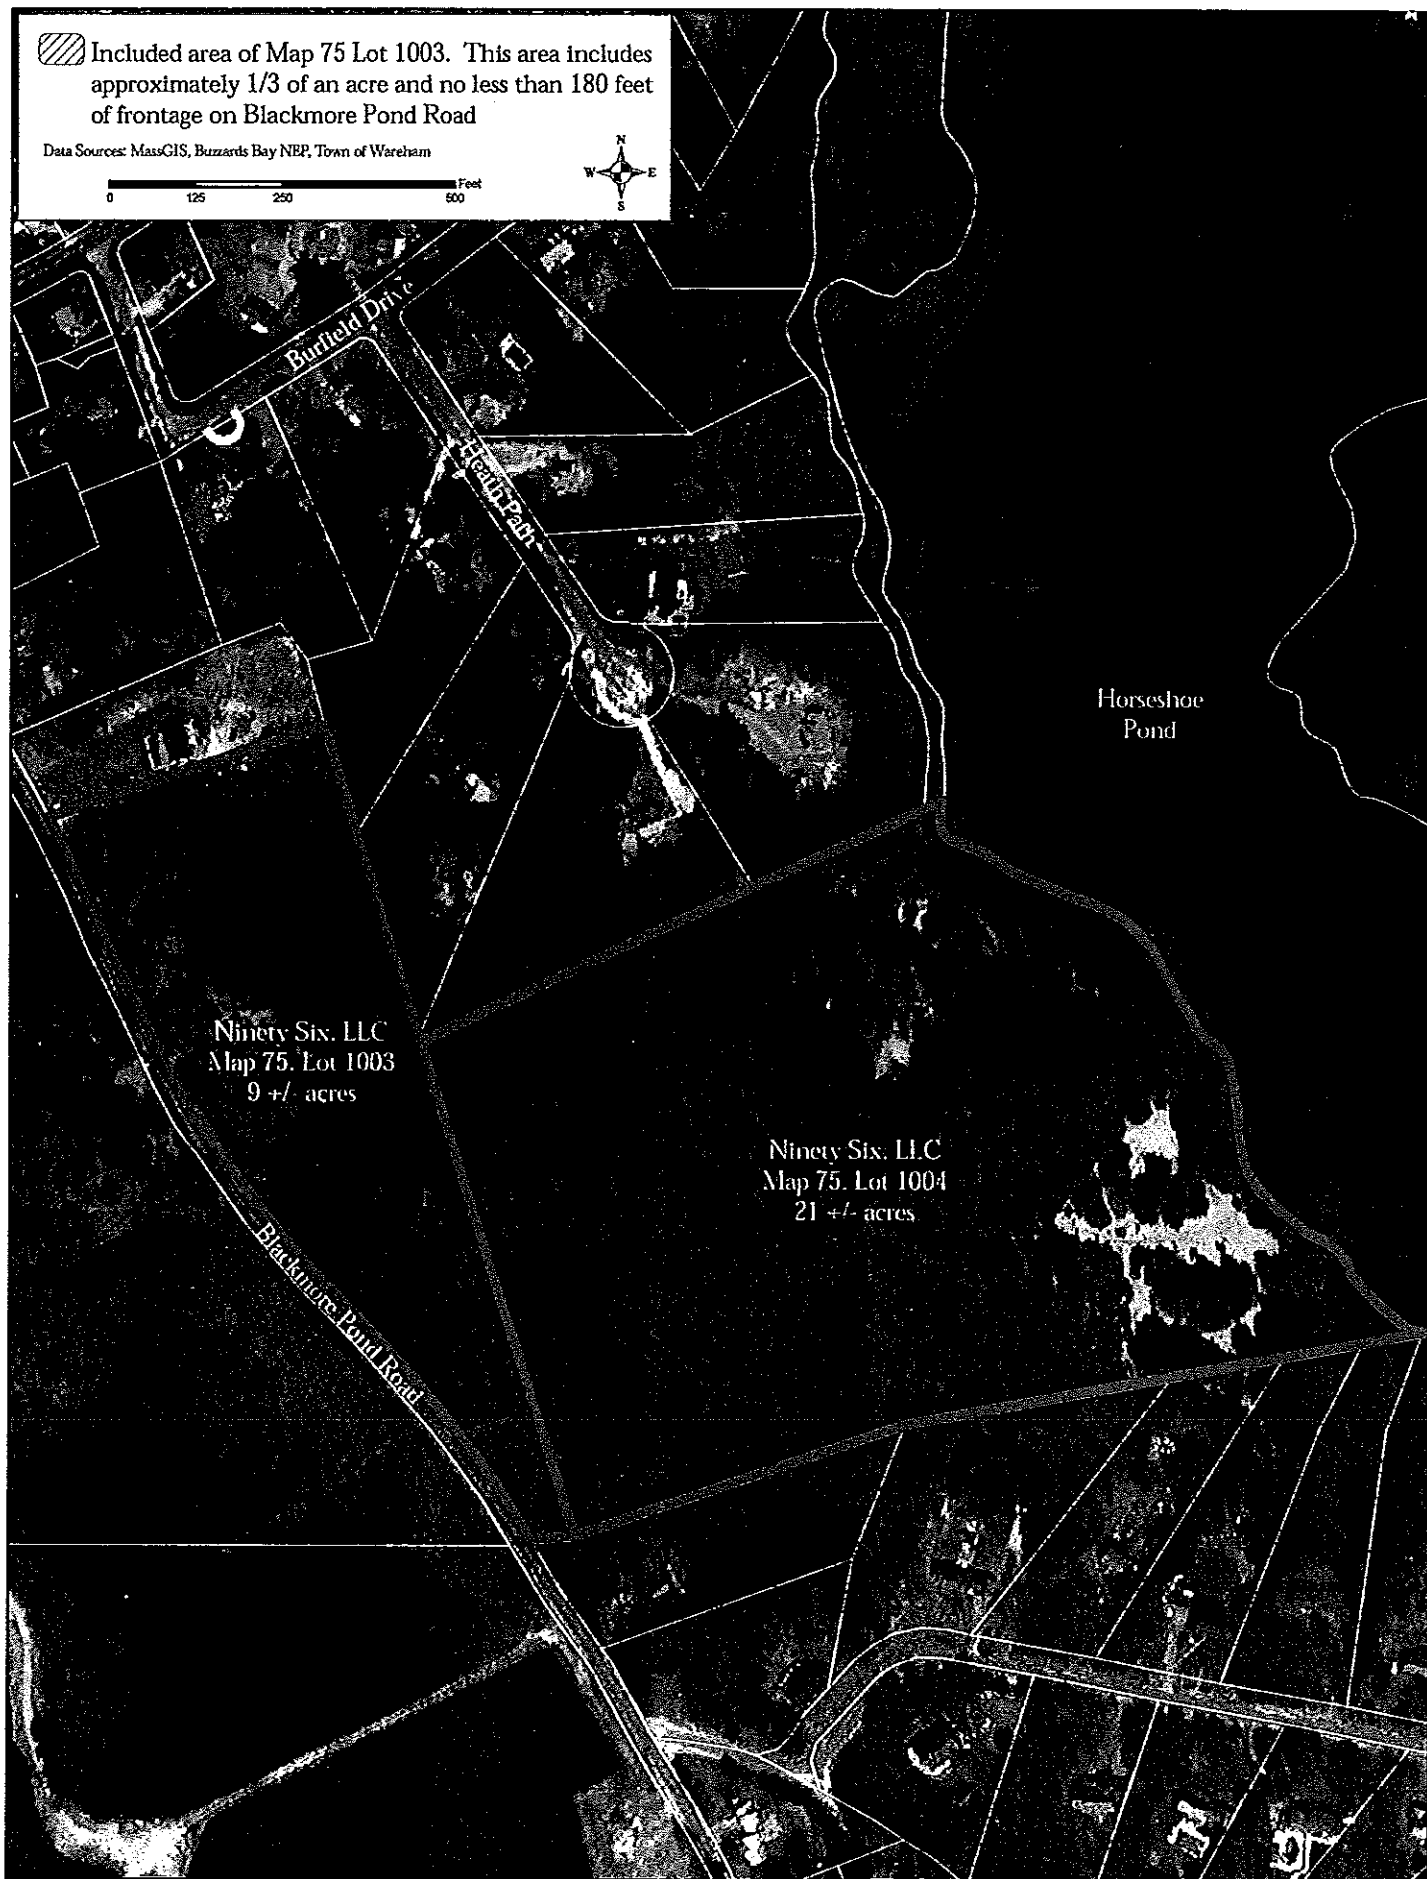 Included area of Map 75 Lot 1003. This area includes
approximately 1/3 of an acre and no less than 180 feet
of frontage on Blackmore Pond Road
Data Sources: MassGIS, Buzzards Bay NEP, Town of Wareham
N
W E
S
Feet
0 125 250 500
Burfield Drive
Heath Path
Horseshoe
Pond
Ninety Six, LLC
Map 75, Lot 1003
9 +/- acres
Ninety Six, LLC
Map 75, Lot 1004
21 +/- acres
Blackmore Pond Road